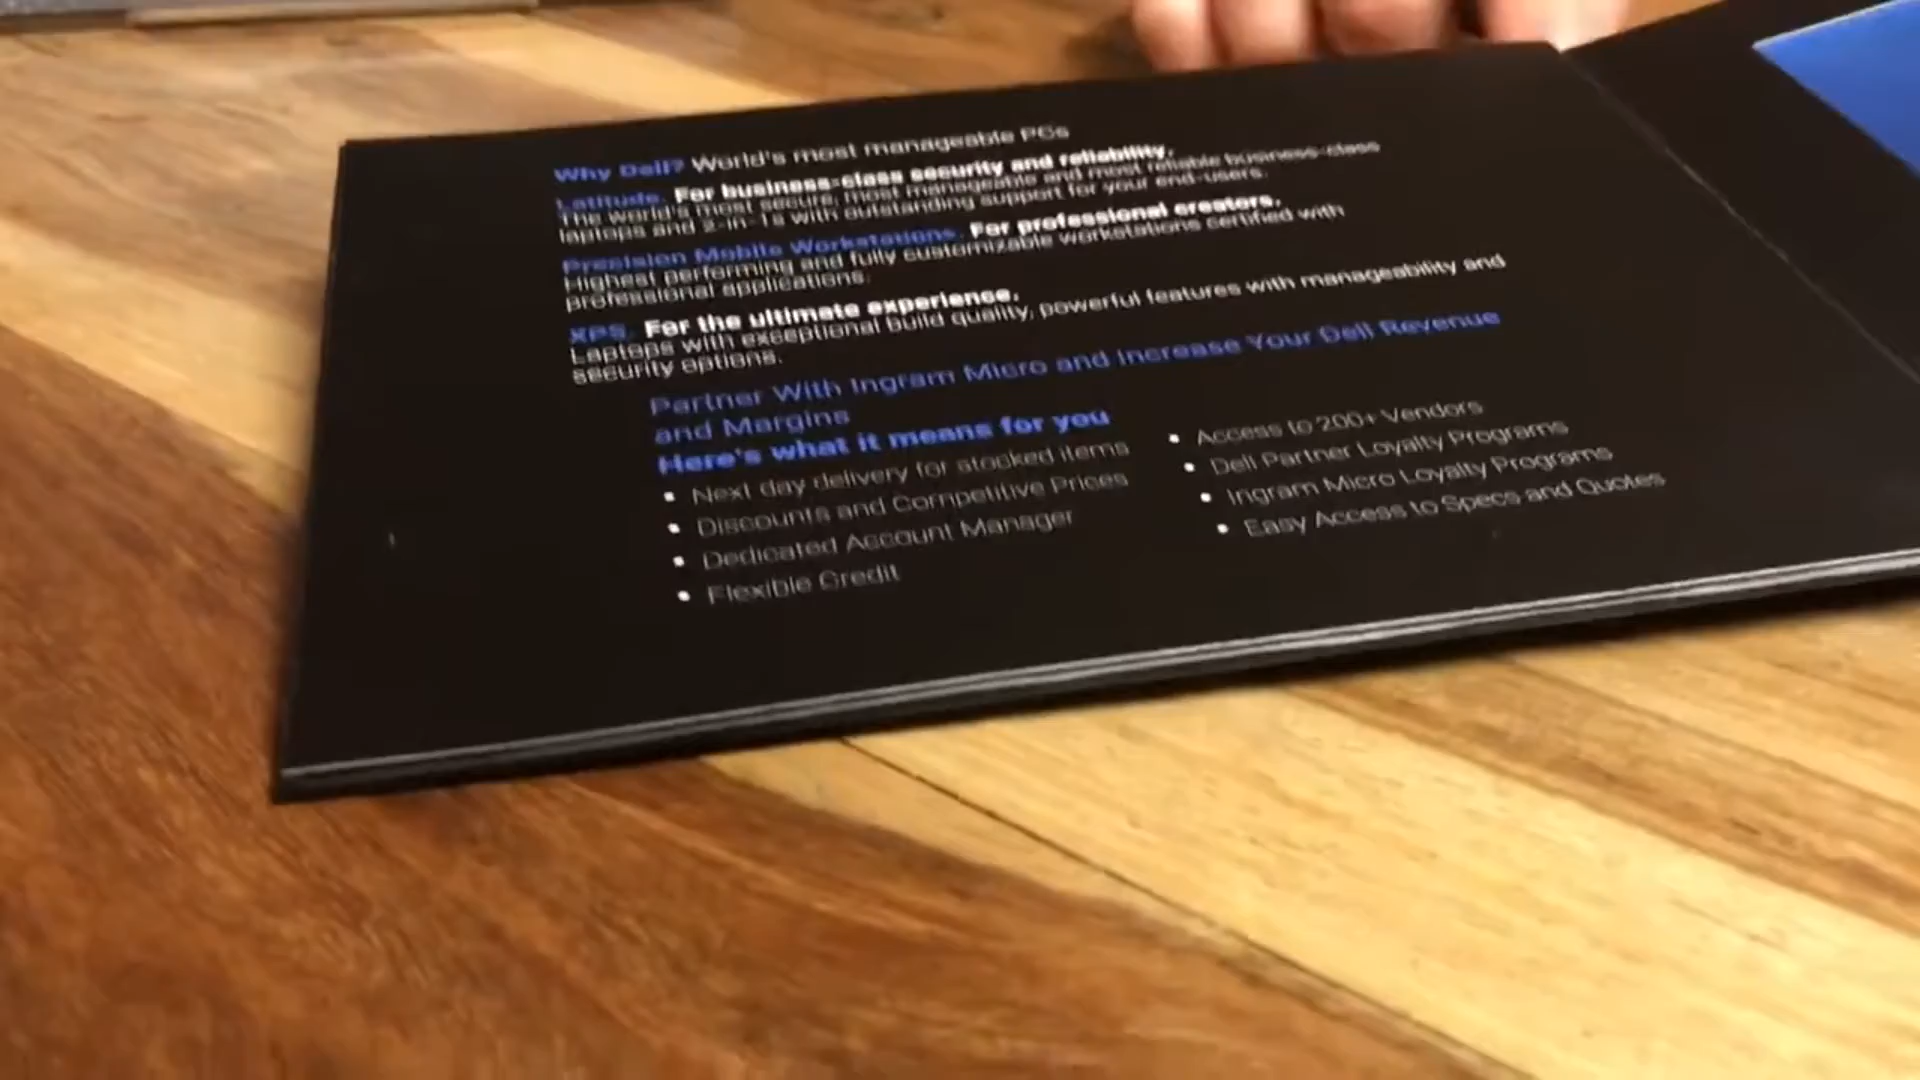 Why Dell? World's most manageable PCs
Latitude. For business-class security and reliability.
The world's most secure, most manageable and most reliable business-class
laptops and 2-in-1s with outstanding support for your end-users.
Precision Mobile Workstations. For professional creators.
Highest performing and fully customizable workstations certified with
professional applications.
XPS. For the ultimate experience.
Laptops with exceptional build quality, powerful features with manageability and
security options.
Partner With Ingram Micro and Increase Your Dell Revenue
and Margins
Here's what it means for you
• Next day delivery for stocked items
• Discounts and Competitive Prices
• Dedicated Account Manager
• Flexible Credit
• Access to 200+ Vendors
• Dell Partner Loyalty Programs
• Ingram Micro Loyalty Programs
• Easy Access to Specs and Quotes